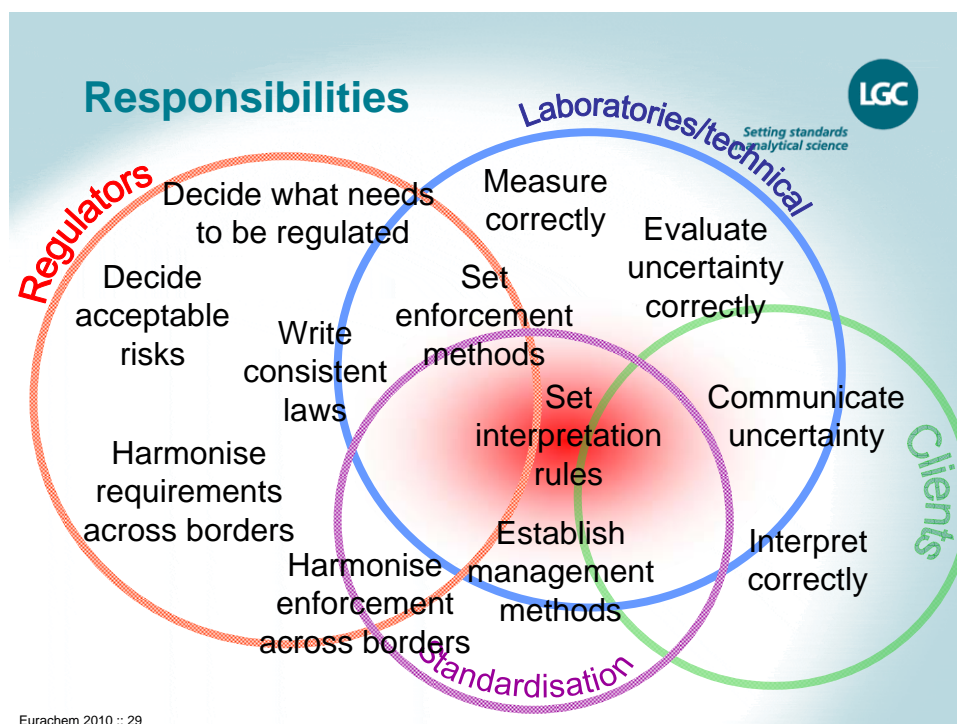 Responsibilities
LGC
Setting standards
in analytical science
Laboratories/technical
Regulators
Decide what needs
to be regulated
Measure
correctly
Evaluate
uncertainty
correctly
Decide
acceptable
risks
Set
enforcement
methods
Write
consistent
laws
Set
interpretation
rules
Communicate
uncertainty
Clients
Harmonise
requirements
across borders
Establish
management
methods
Interpret
correctly
Harmonise
enforcement
across borders
Standardisation
Eurachem 2010 :: 29